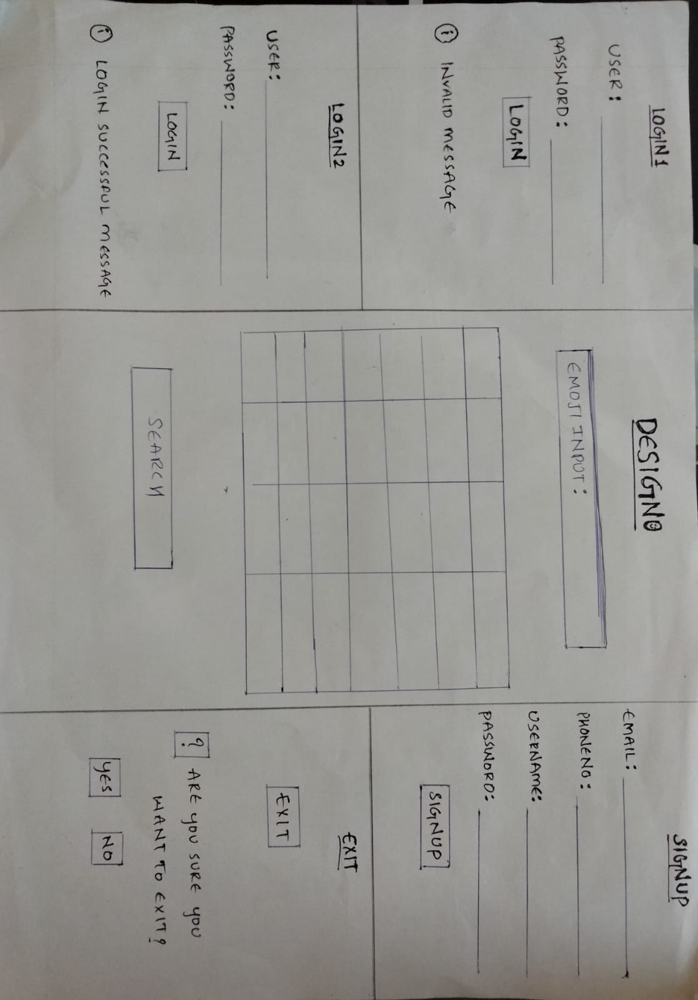 LOGIN1
USER:
PASSWORD:
LOGIN
i INVALID MESSAGE
LOGIN2
USER:
PASSWORD:
LOGIN
i LOGIN SUCCESSFUL MESSAGE
DESIGN
EMOJI INPUT:
SEARCH
SIGNUP
EMAIL:
PHONENO:
USERNAME:
PASSWORD:
SIGNUP
EXIT
EXIT
? ARE YOU SURE YOU
WANT TO EXIT?
YES NO